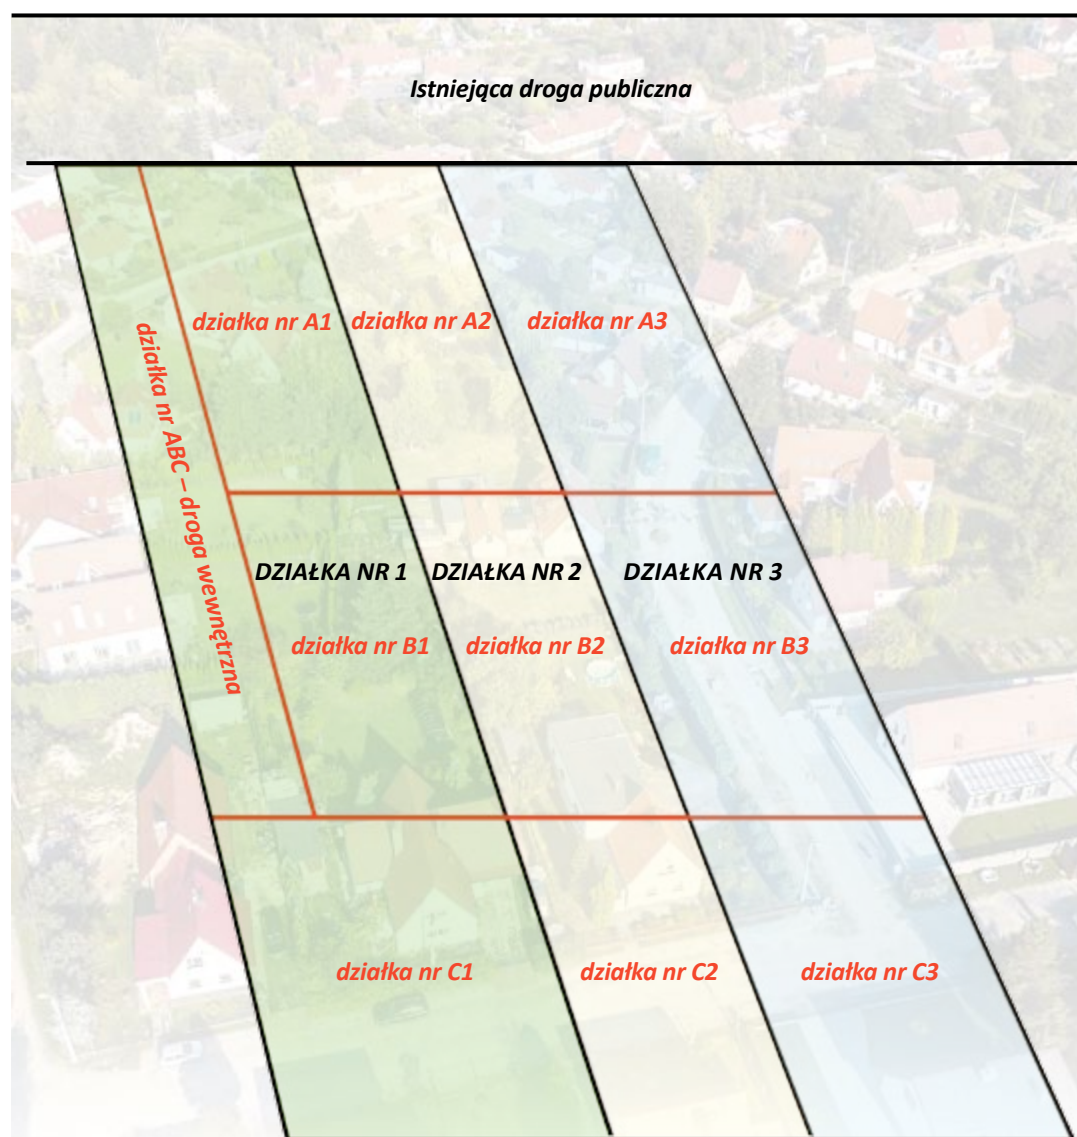 Istniejąca droga publiczna
działka nr A1
działka nr A2
działka nr A3
działka nr ABC – droga wewnętrzna
DZIAŁKA NR 1
DZIAŁKA NR 2
DZIAŁKA NR 3
działka nr B1
działka nr B2
działka nr B3
działka nr C1
działka nr C2
działka nr C3